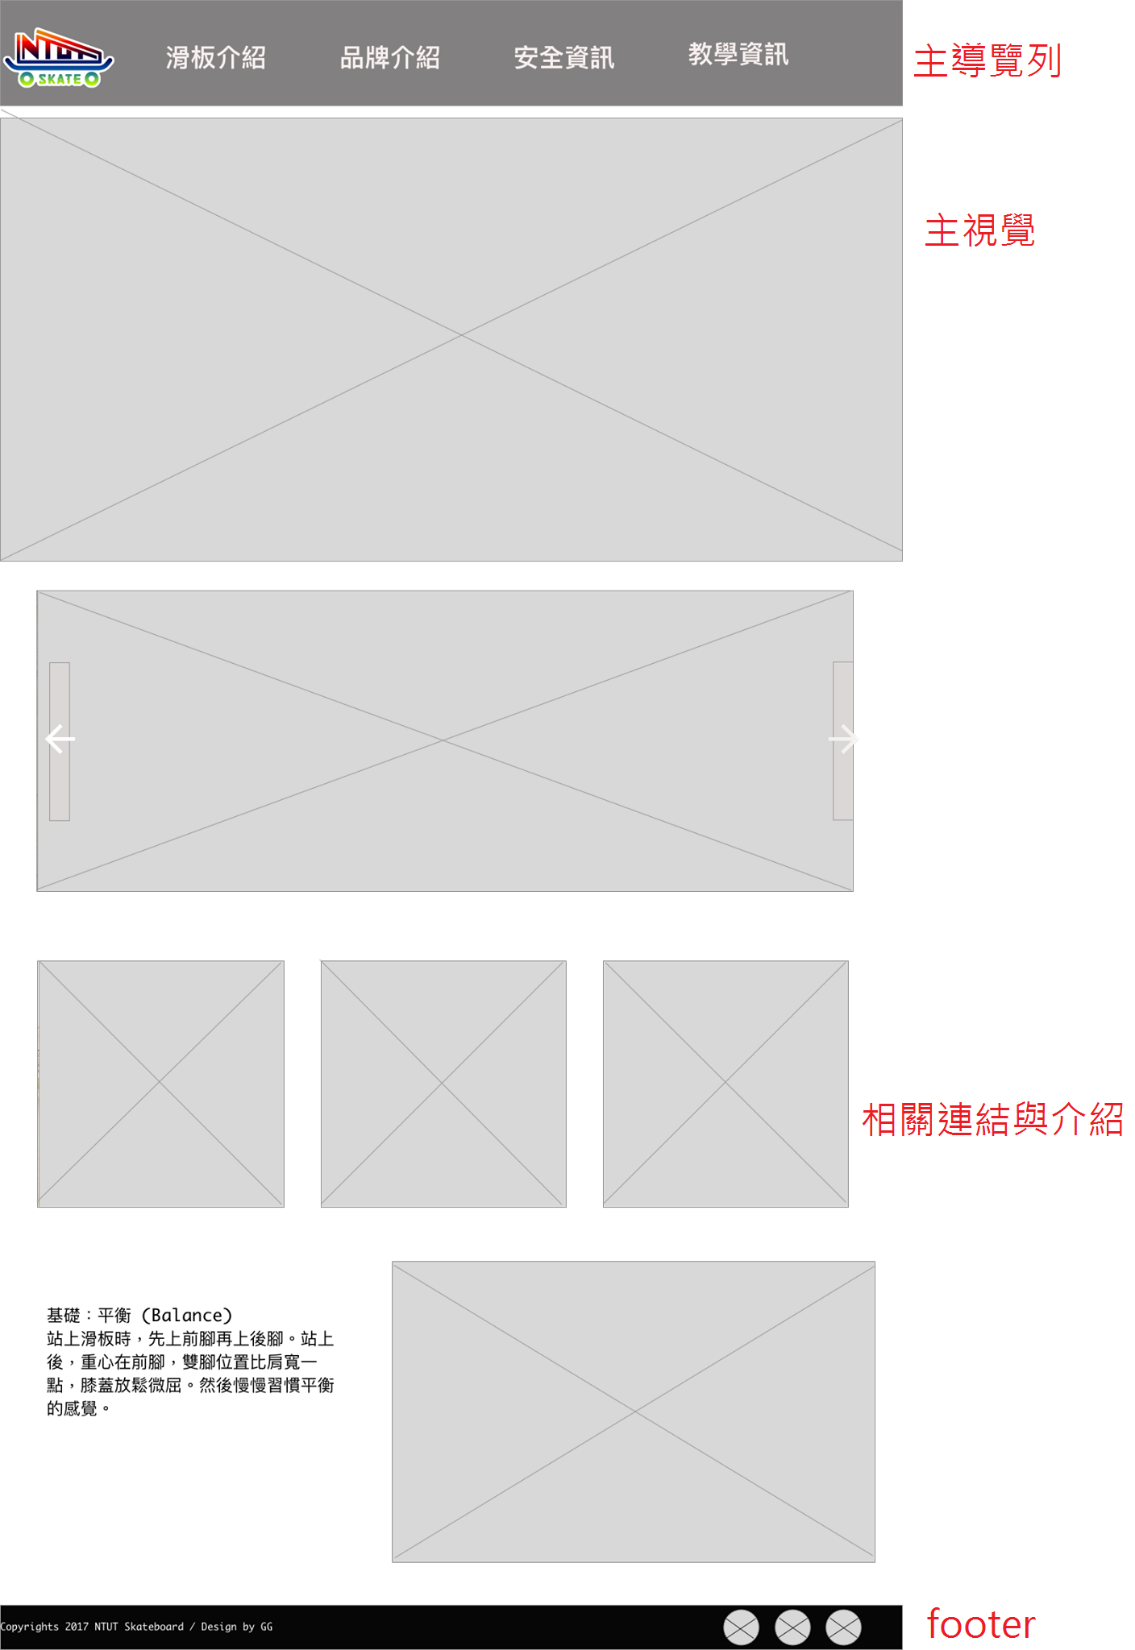 NTUT
SKATE
滑板介紹
品牌介紹
安全資訊
教學資訊
主導覽列
主視覺
相關連結與介紹
基礎：平衡 (Balance)
站上滑板時，先上前腳再上後腳。站上
後，重心在前腳，雙腳位置比肩寬一
點，膝蓋放鬆微屈。然後慢慢習慣平衡
的感覺。
Copyrights 2017 NTUT Skateboard / Design by GG
footer